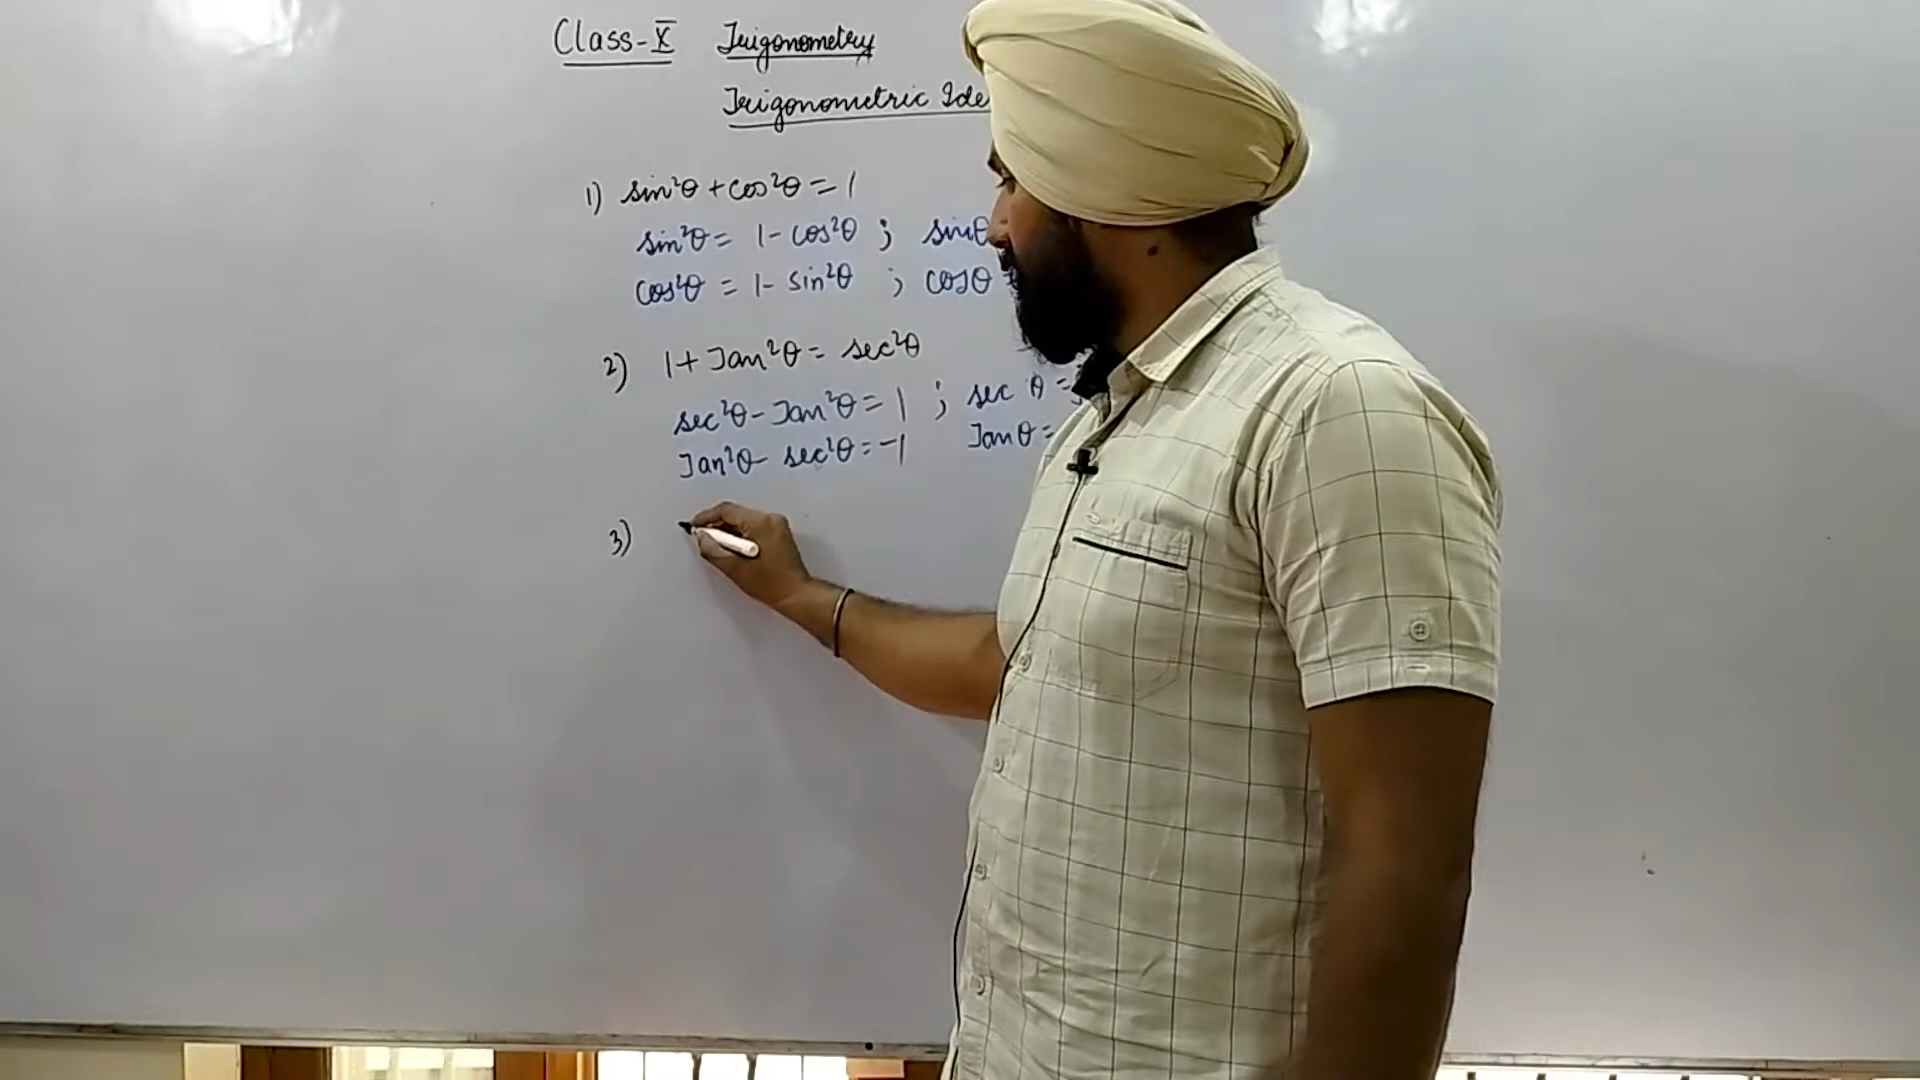 Class-X Trigonometry
Trigonometric Ide
1) sin²θ + cos²θ = 1
sin²θ = 1 - cos²θ ; sinθ
cos²θ = 1 - sin²θ ; cosθ
2) 1 + Tan²θ = sec²θ
sec²θ - Tan²θ = 1 ; sec θ =
Tan²θ - sec²θ = -1 Tan θ =
3)